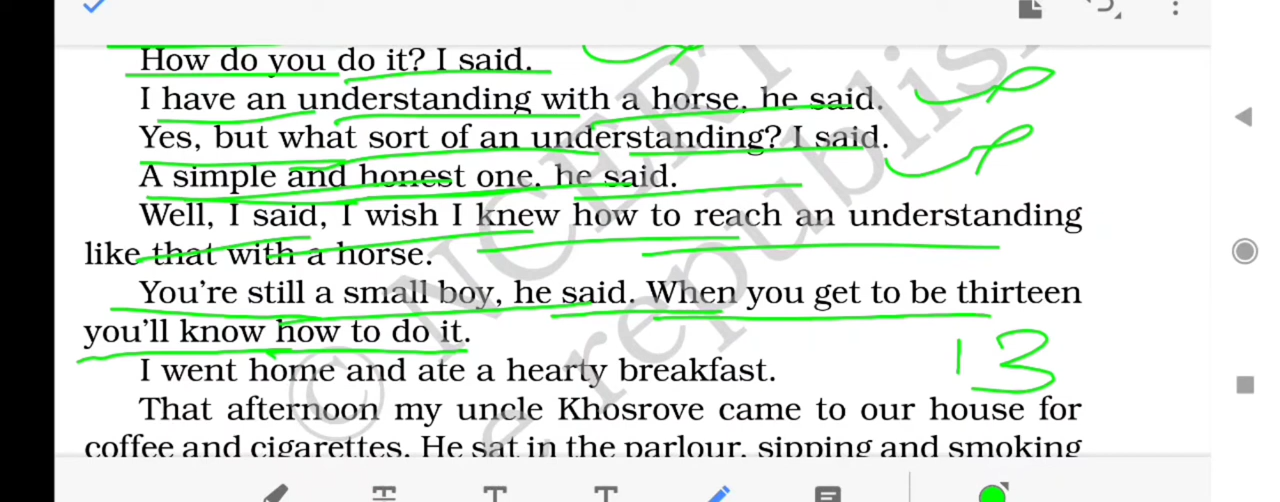 How do you do it? I said.
I have an understanding with a horse, he said.
Yes, but what sort of an understanding? I said.
A simple and honest one, he said.
Well, I said, I wish I knew how to reach an understanding
like that with a horse.
You're still a small boy, he said. When you get to be thirteen
you'll know how to do it.
13
I went home and ate a hearty breakfast.
That afternoon my uncle Khosrove came to our house for
coffee and cigarettes. He sat in the parlour, sipping and smoking
© NCERT
republish